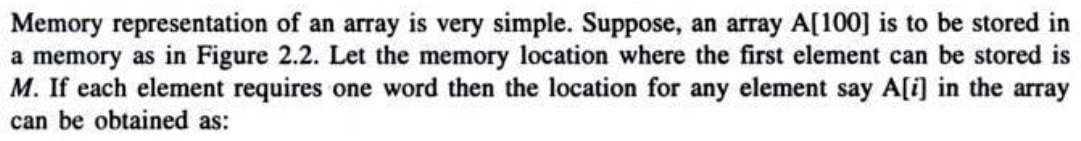 Memory representation of an array is very simple. Suppose, an array A[100] is to be stored in
a memory as in Figure 2.2. Let the memory location where the first element can be stored is
M. If each element requires one word then the location for any element say A[i] in the array
can be obtained as: